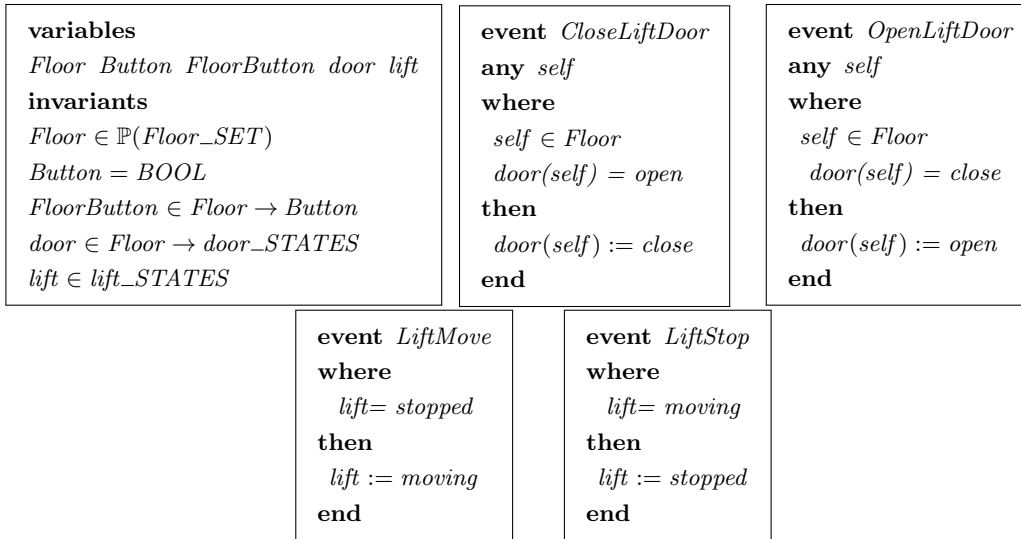 variables
Floor Button FloorButton door lift
invariants
Floor ∈ ℙ(Floor_SET)
Button = BOOL
FloorButton ∈ Floor → Button
door ∈ Floor → door_STATES
lift ∈ lift_STATES
event CloseLiftDoor
any self
where
self ∈ Floor
door(self) = open
then
door(self) := close
end
event OpenLiftDoor
any self
where
self ∈ Floor
door(self) = close
then
door(self) := open
end
event LiftMove
where
lift= stopped
then
lift := moving
end
event LiftStop
where
lift= moving
then
lift := stopped
end